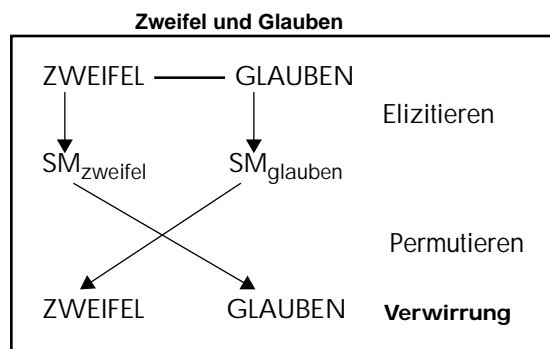 Zweifel und Glauben
ZWEIFEL GLAUBEN
Elizitieren
SMzweifel SMglauben
Permutieren
ZWEIFEL GLAUBEN Verwirrung